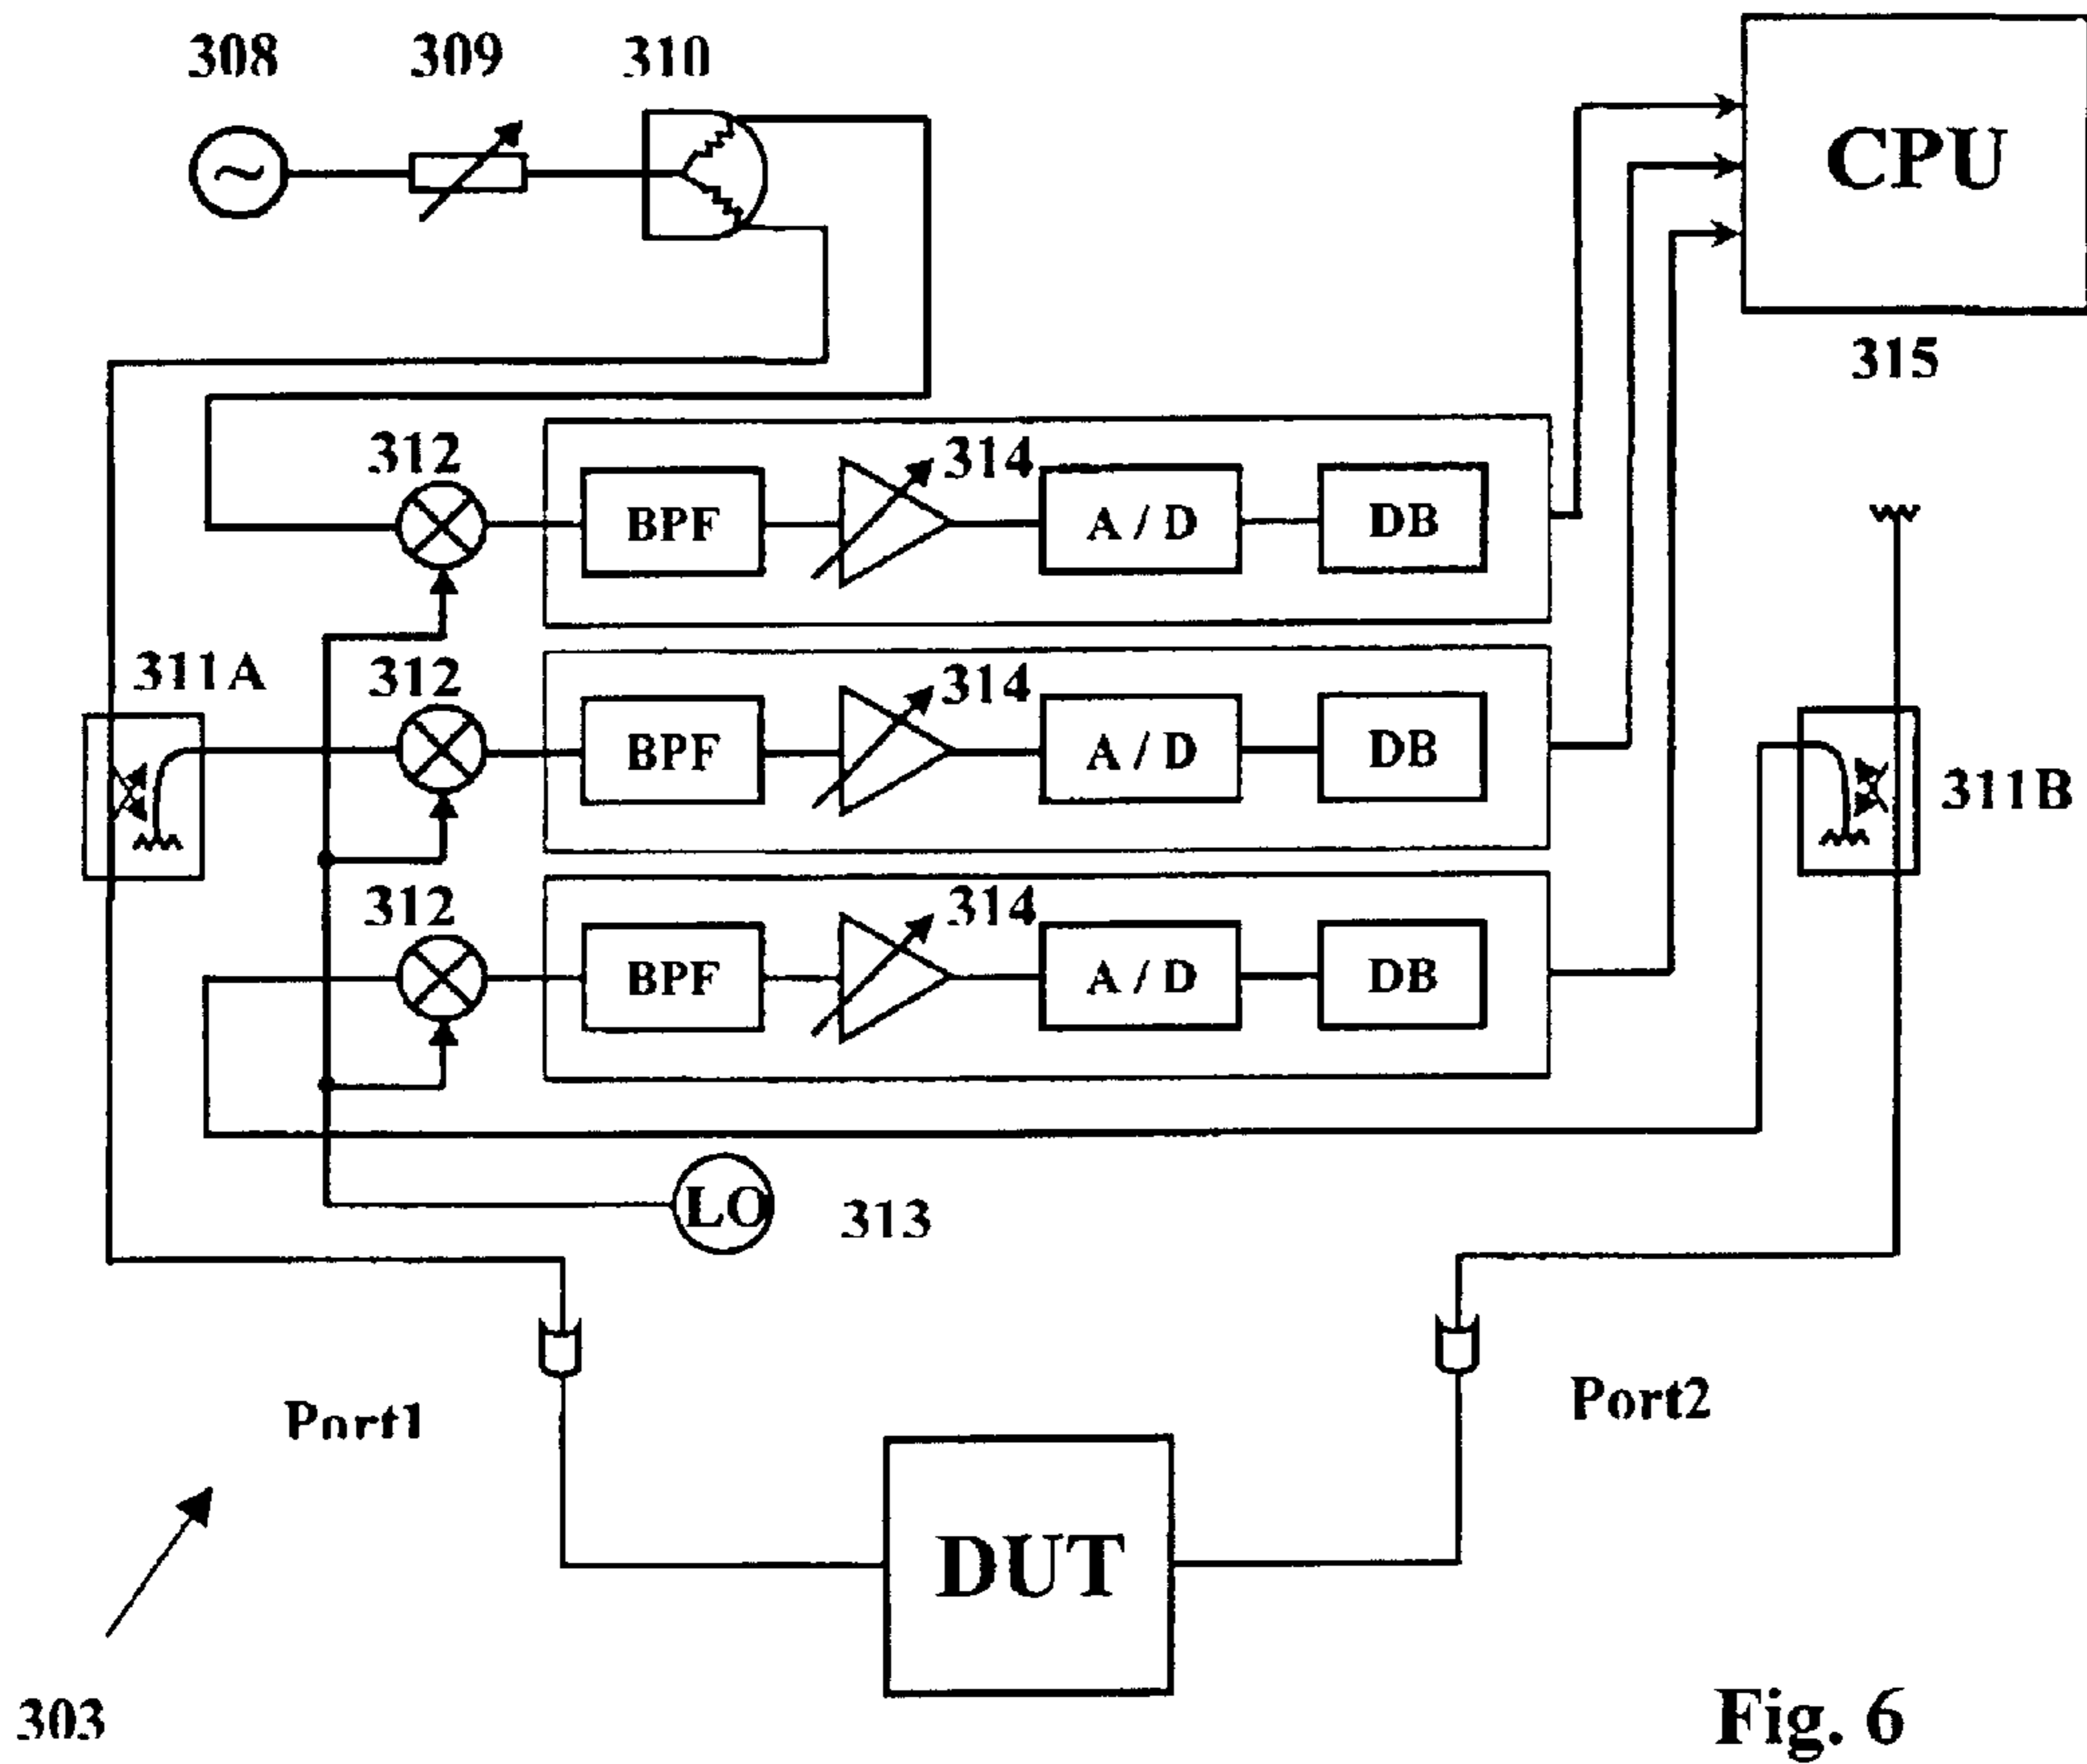 308 309 310
CPU
315
312
BPF 314 A / D DB
311A 312
BPF 314 A / D DB
311B
312
BPF 314 A / D DB
LO 313
Port1 Port2
DUT
303
Fig. 6